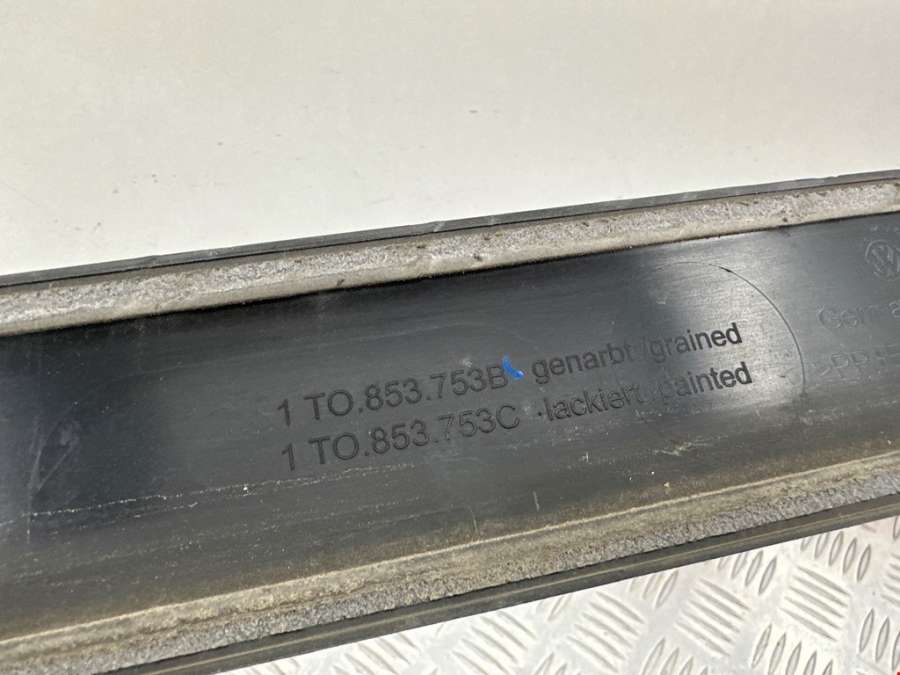 1 TO.853.753B genarbt/grained
1 TO.853.753C -lackiert/painted